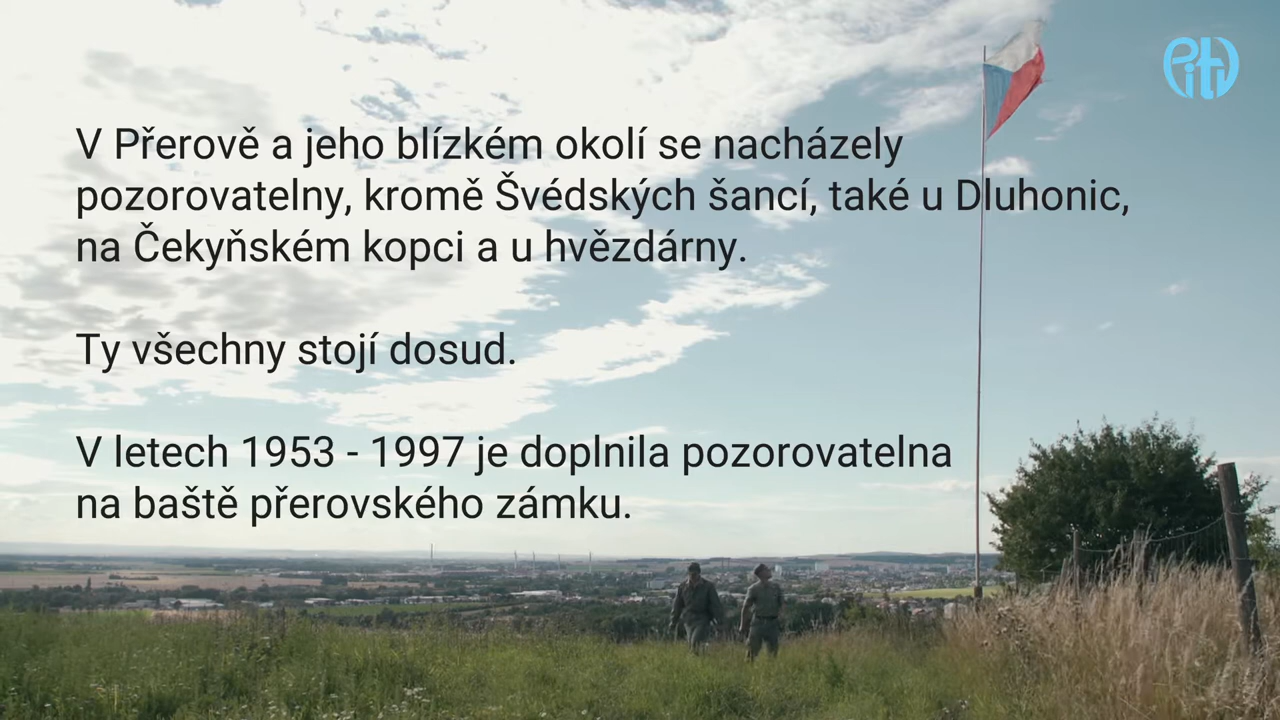 PřiTV
V Přerově a jeho blízkém okolí se nacházely
pozorovatelny, kromě Švédských šancí, také u Dluhonic,
na Čekyňském kopci a u hvězdárny.
Ty všechny stojí dosud.
V letech 1953 - 1997 je doplnila pozorovatelna
na baště přerovského zámku.